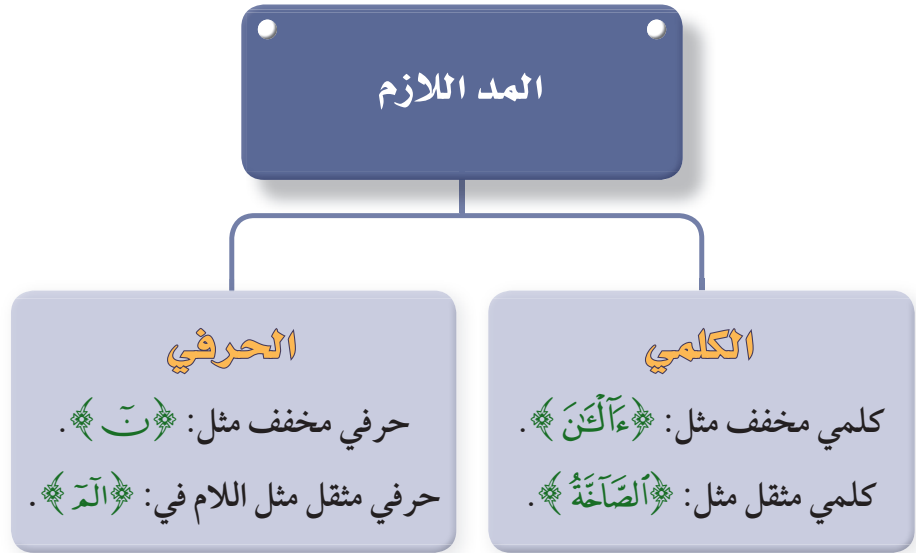 المد اللازم
الكلمي
كلمي مخفف مثل: ﴿ءَآلْـَٰٔنَ﴾.
كلمي مثقل مثل: ﴿ٱلصَّآخَّةُ﴾.
الحرفي
حرفي مخفف مثل: ﴿نٓ﴾.
حرفي مثقل مثل اللام في: ﴿الٓمٓ﴾.